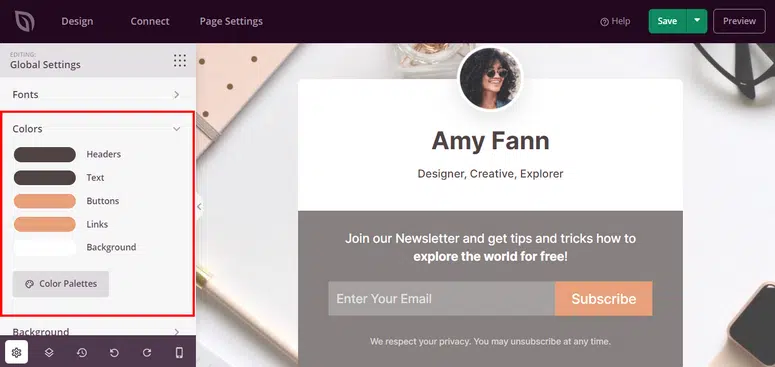 Design
Connect
Page Settings
Help
Save
Preview
EDITING:
Global Settings
Fonts
Colors
Headers
Text
Buttons
Links
Background
Color Palettes
Background
Amy Fann
Designer, Creative, Explorer
Join our Newsletter and get tips and tricks how to
explore the world for free!
Enter Your Email
Subscribe
We respect your privacy. You may unsubscribe at any time.